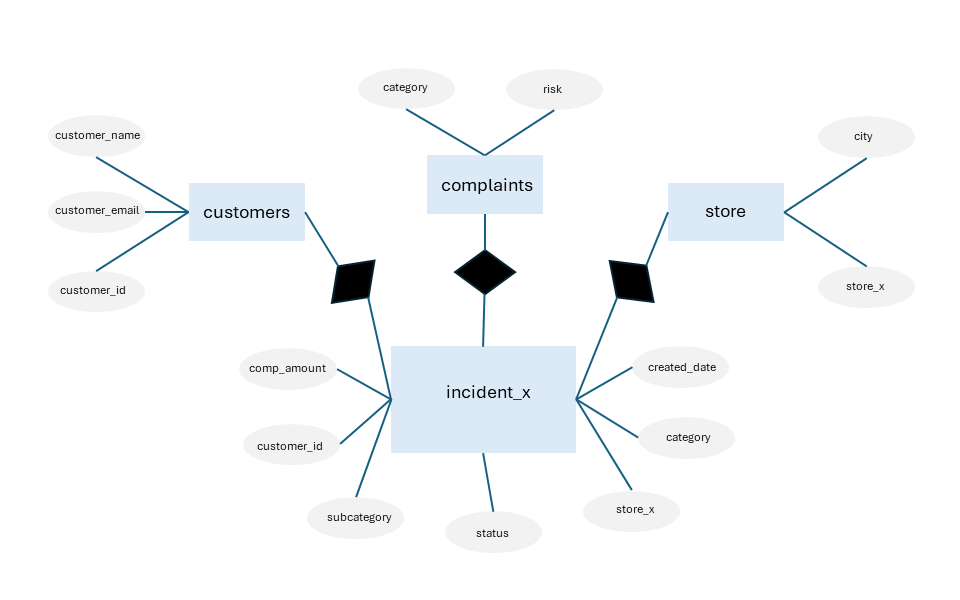 category
risk
customer_name
city
customer_email
customers
complaints
store
customer_id
store_x
comp_amount
incident_x
created_date
customer_id
category
subcategory
status
store_x